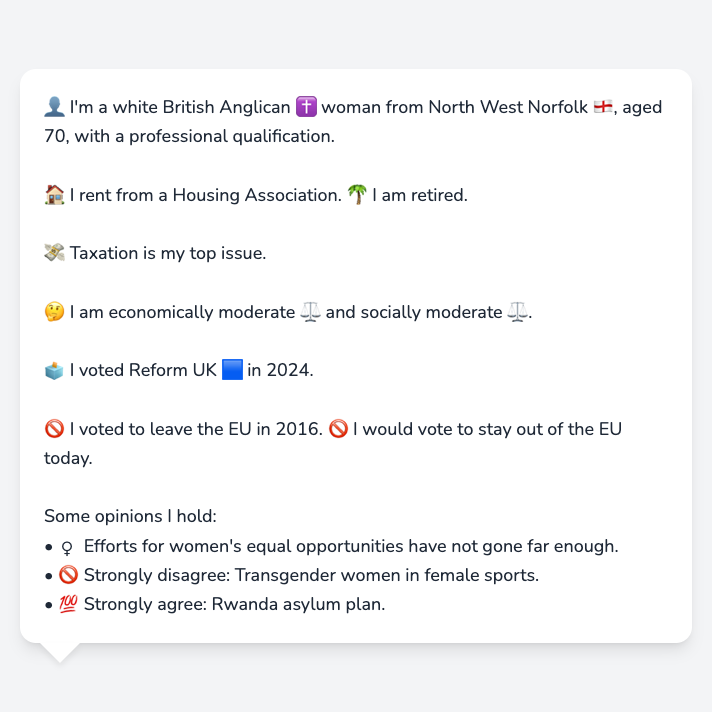 👤 I'm a white British Anglican ✝️ woman from North West Norfolk 🏴󠁧󠁢󠁥󠁮󠁧󠁿, aged
70, with a professional qualification.
🏠 I rent from a Housing Association. 🌴 I am retired.
💸 Taxation is my top issue.
🤔 I am economically moderate ⚖️ and socially moderate ⚖️.
🗳️ I voted Reform UK 🟦 in 2024.
🚫 I voted to leave the EU in 2016. 🚫 I would vote to stay out of the EU
today.
Some opinions I hold:
• ♀ Efforts for women's equal opportunities have not gone far enough.
• 🚫 Strongly disagree: Transgender women in female sports.
• 💯 Strongly agree: Rwanda asylum plan.